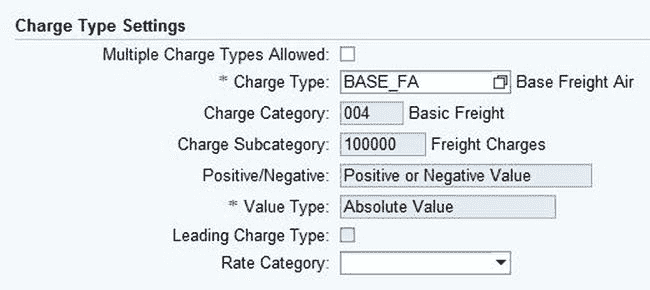 Charge Type Settings
Multiple Charge Types Allowed:
* Charge Type: BASE_FA Base Freight Air
Charge Category: 004 Basic Freight
Charge Subcategory: 100000 Freight Charges
Positive/Negative: Positive or Negative Value
* Value Type: Absolute Value
Leading Charge Type:
Rate Category: